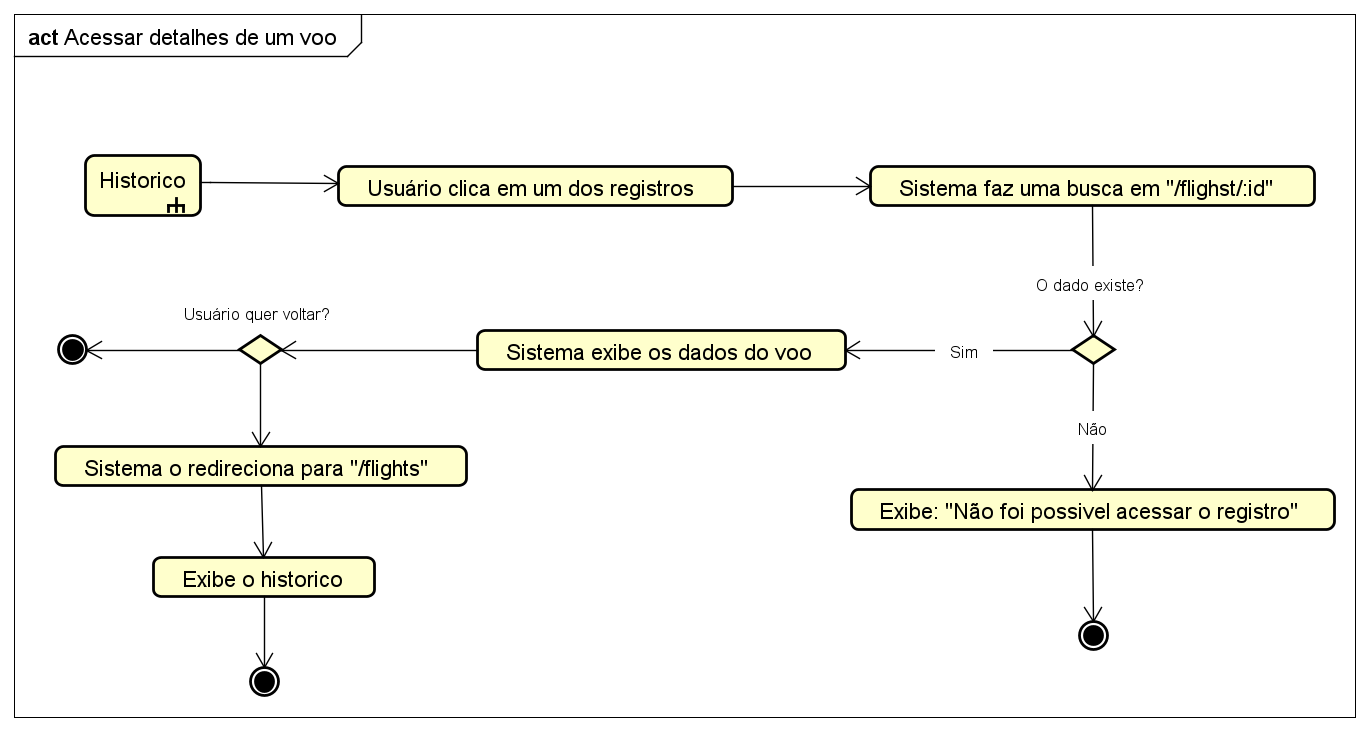 act Acessar detalhes de um voo
Historico
Usuário clica em um dos registros
Sistema faz uma busca em "/flighst/:id"
O dado existe?
Usuário quer voltar?
Sistema exibe os dados do voo
Sim
Não
Sistema o redireciona para "/flights"
Exibe: "Não foi possivel acessar o registro"
Exibe o historico